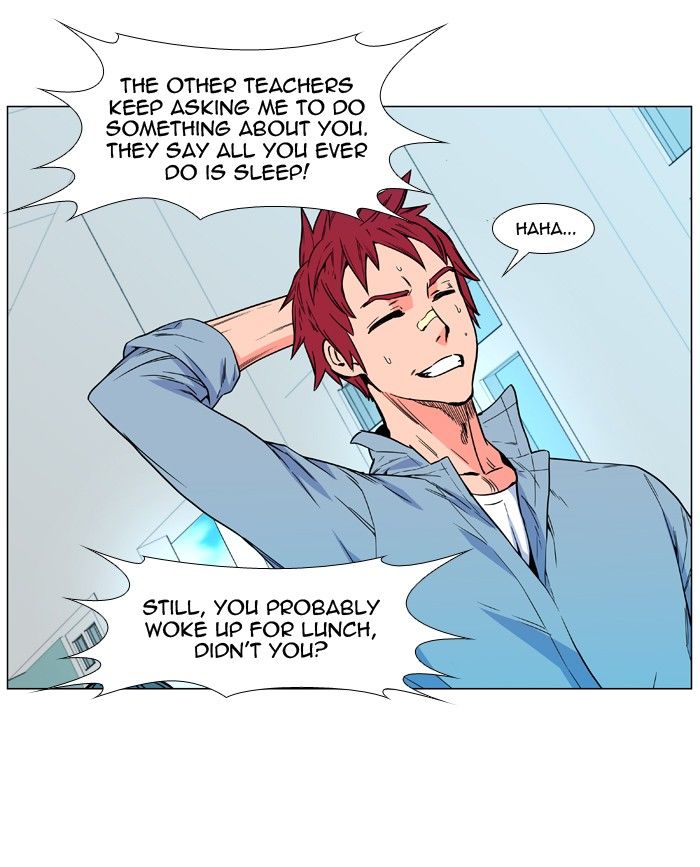 THE OTHER TEACHERS
KEEP ASKING ME TO DO
SOMETHING ABOUT YOU.
THEY SAY ALL YOU EVER
DO IS SLEEP!
HAHA...
STILL, YOU PROBABLY
WOKE UP FOR LUNCH,
DIDN'T YOU?